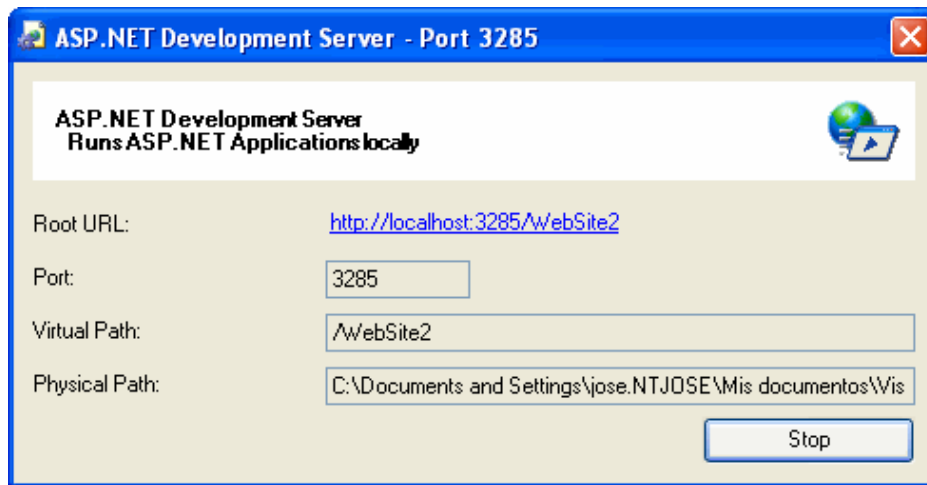 ASP.NET Development Server - Port 3285
ASP.NET Development Server
Runs ASP.NET Applications locally
Root URL: http://localhost:3285/WebSite2
Port: 3285
Virtual Path: /WebSite2
Physical Path: C:\Documents and Settings\jose.NTJOSE\Mis documentos\Vis
Stop